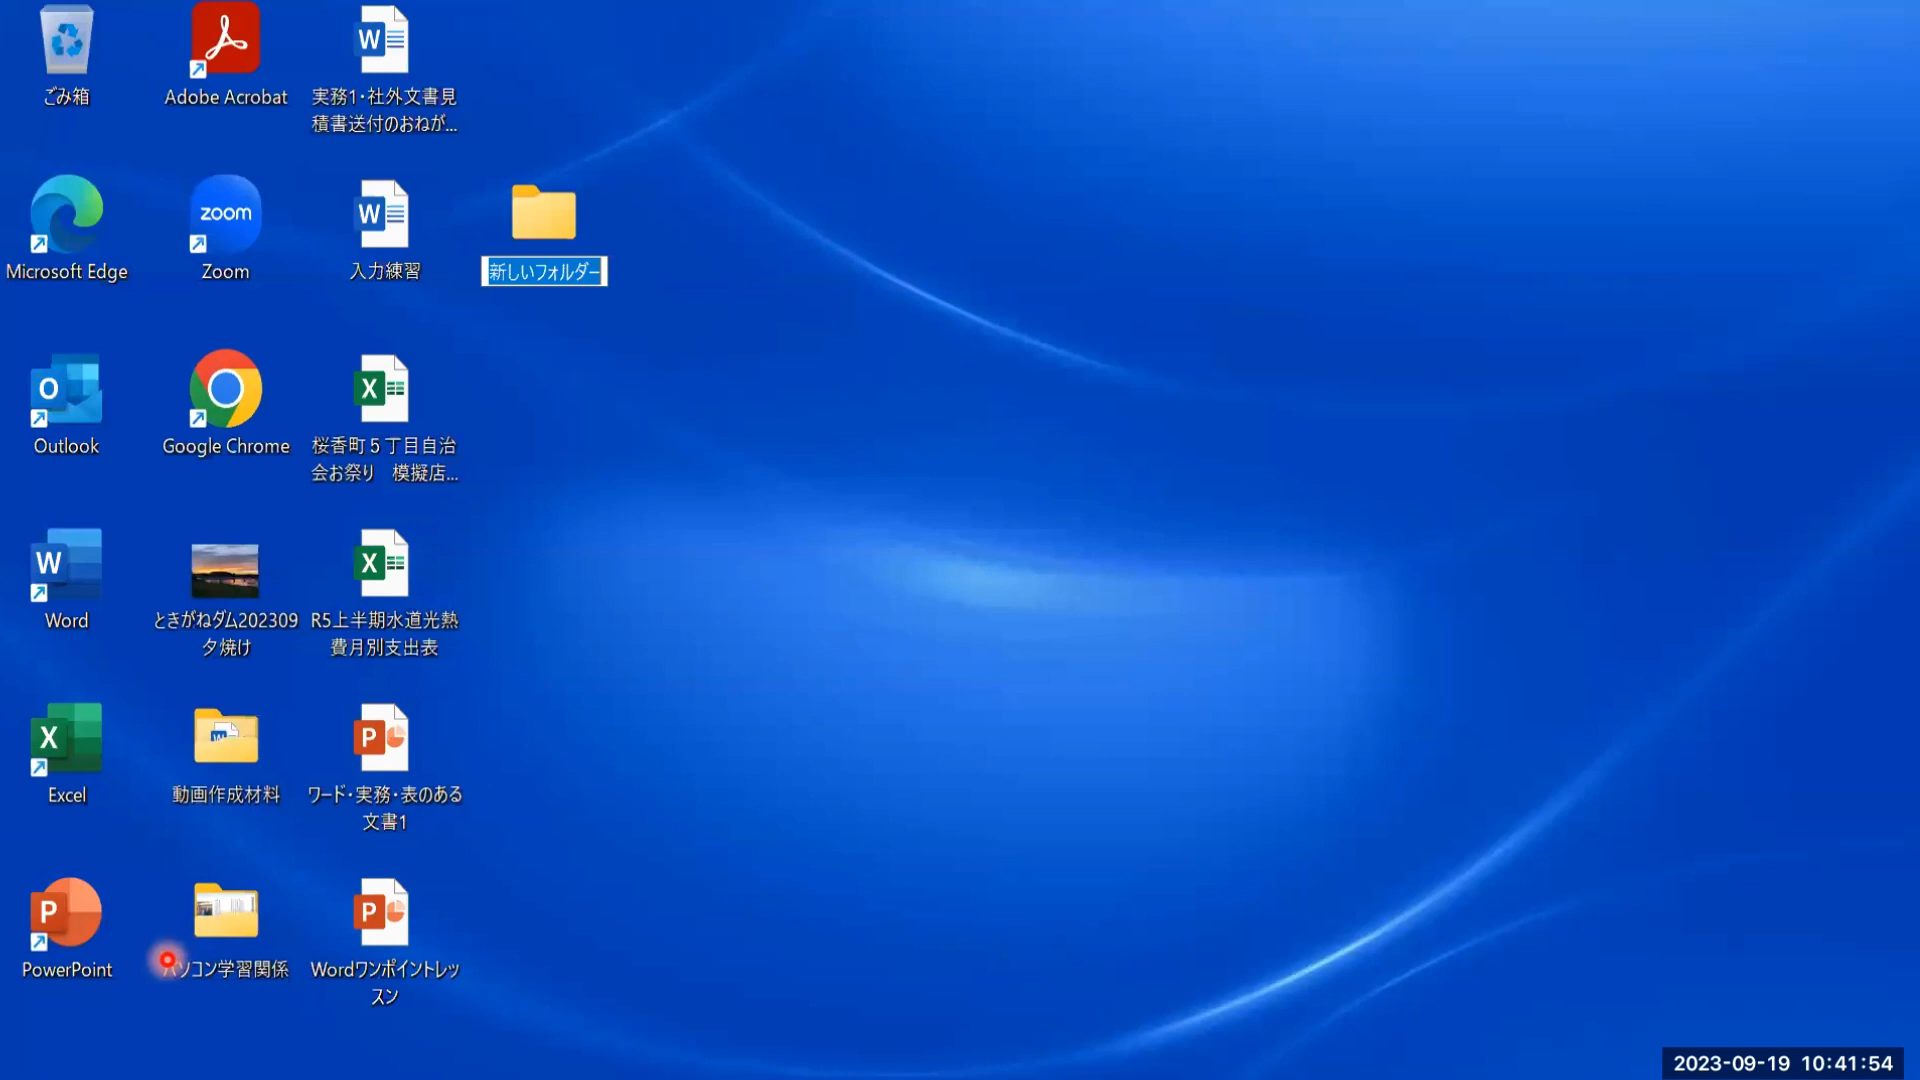 ごみ箱
Adobe Acrobat
実務1・社外文書見
積書送付のおねが...
Microsoft Edge
zoom
Zoom
入力練習
新しいフォルダー
Outlook
Google Chrome
桜香町５丁目自治
会お祭り　模擬店...
Word
ときがねダム202309
夕焼け
R5上半期水道光熱
費月別支出表
Excel
動画作成材料
ワード・実務・表のある
文書1
PowerPoint
パソコン学習関係
Wordワンポイントレッ
スン
2023-09-19 10:41:54